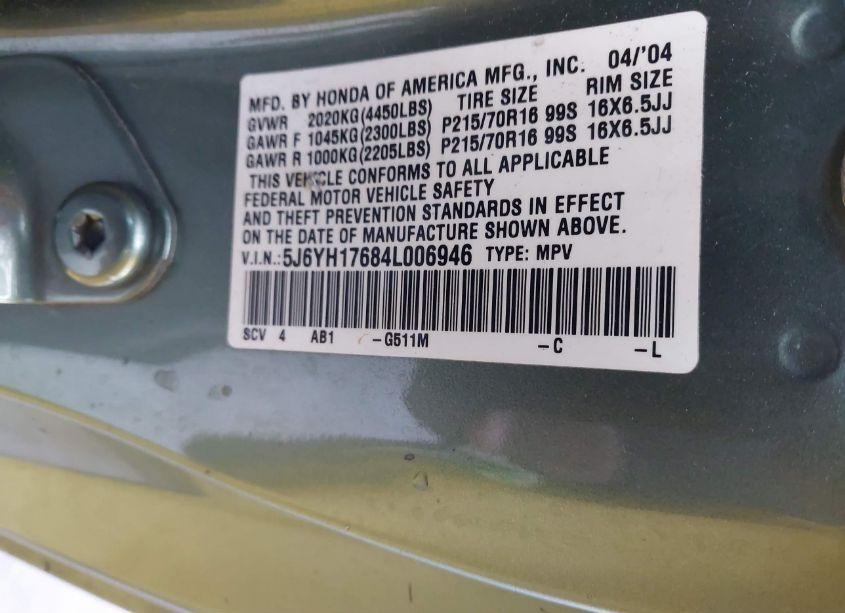 MFD. BY HONDA OF AMERICA MFG., INC. 04/'04
GVWR 2020KG(4450LBS) TIRE SIZE RIM SIZE
GAWR F 1045KG(2300LBS) P215/70R16 99S 16X6.5JJ
GAWR R 1000KG(2205LBS) P215/70R16 99S 16X6.5JJ
THIS VEHICLE CONFORMS TO ALL APPLICABLE
FEDERAL MOTOR VEHICLE SAFETY
AND THEFT PREVENTION STANDARDS IN EFFECT
ON THE DATE OF MANUFACTURE SHOWN ABOVE.
V.I.N.:5J6YH17684L006946 TYPE: MPV
SCV 4 AB1 -G511M -C -L